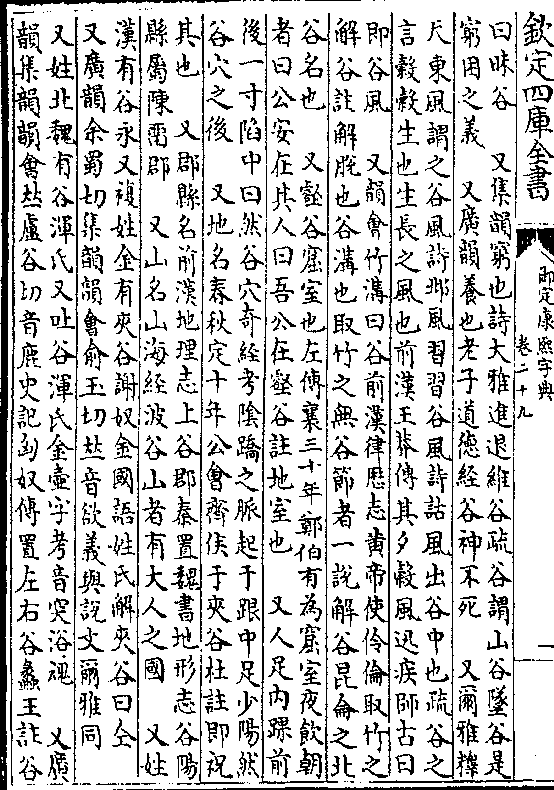 欽定四庫全書
御定康熙字典
卷二十九
一
曰昧谷　又集韻窮也詩大雅進退維谷疏谷謂山谷墜谷是
窮困之義　又廣韻養也老子道德經谷神不死　又爾雅釋
天東風謂之谷風詩邶風習習谷風詩詁風出谷中也疏谷之
言穀穀生也生長之風也前漢王莽傳其夕穀風迅疾師古曰
即谷風　又韻會竹溝曰谷前漢律歷志黄帝使伶倫取竹之
解谷註解脫也谷溝也取竹之無谷節者一說解谷昆侖之北
谷名也　又壑谷窟室也左傳襄三十年鄭伯有為窟室夜飲朝
者曰公安在其人曰吾公在壑谷註地室也　又人足内踝前
後一寸陷中曰然谷穴奇經考陰蹻之脈起于跟中足少陽然
谷穴之後　又地名春秋定十年公會齊侯于夾谷杜註即祝
其也　又郡縣名前漢地理志上谷郡秦置魏書地形志谷陽
縣屬陳留郡　又山名山海經波谷山者有大人之國　又姓
漢有谷永又複姓金有夾谷謝奴金國語姓氏解夾谷曰仝
又廣韻余蜀切集韻韻會俞玉切𠀤音欲義與說文爾雅同
又姓北魏有谷渾氏又吐谷渾氏金壺字考音突浴魂　又廣
韻集韻韻會𠀤盧谷切音鹿史記匈奴傳置左右谷蠡王註谷